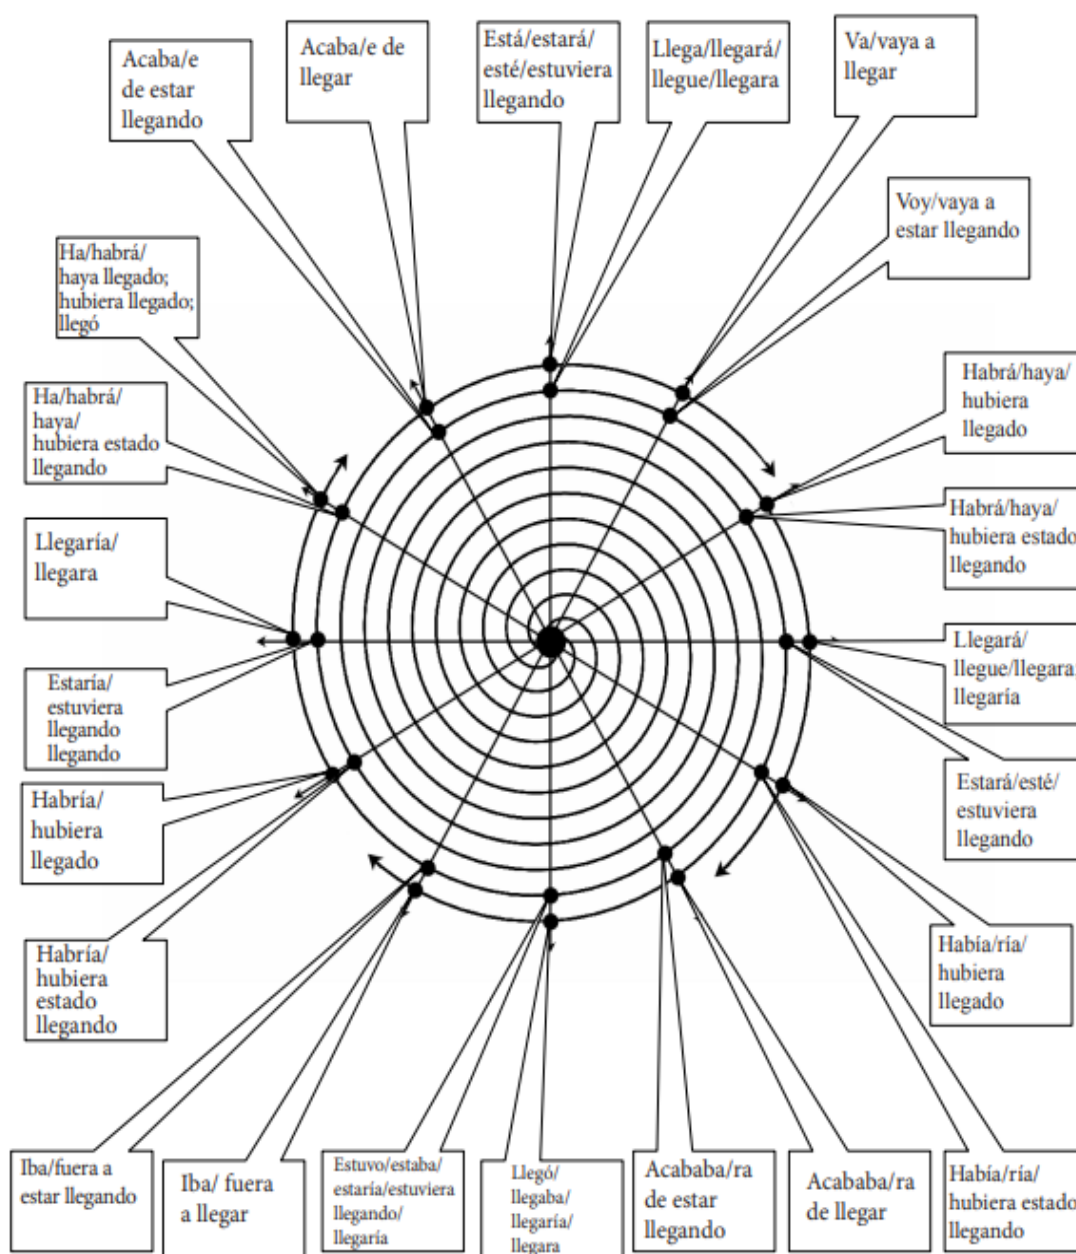 Acaba/e
de estar
llegando
Acaba/e de
llegar
Está/estará/
esté/estuviera
llegando
Llega/llegará/
llegue/llegara
Va/vaya a
llegar
Voy/vaya a
estar llegando
Ha/habrá/
haya llegado;
hubiera llegado;
llegó
Habrá/haya/
hubiera
llegado
Ha/habrá/
haya/
hubiera estado
llegando
Habrá/haya/
hubiera estado
llegando
Llegaría/
llegara
Llegará/
llegue/llegara;
llegaría
Estaría/
estuviera
llegando
llegando
Estará/esté/
estuviera
llegando
Habría/
hubiera
llegado
Habría/
hubiera
estado
llegando
Había/ría/
hubiera
llegado
Iba/fuera a
estar llegando
Iba/ fuera
a llegar
Estuvo/estaba/
estaría/estuviera
llegando/
llegaría
Llegó/
llegaba/
llegaría/
llegara
Acababa/ra
de estar
llegando
Acababa/ra
de llegar
Había/ría/
hubiera estado
llegando